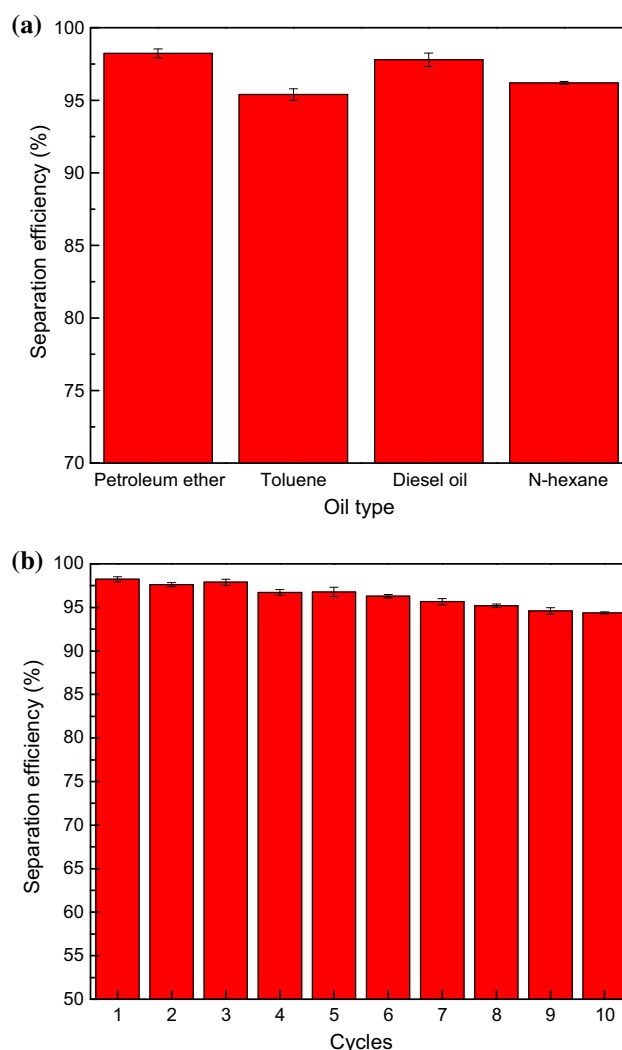 (a)
100
95
90
85
80
75
70
Separation efficiency (%)
Petroleum ether Toluene Diesel oil N-hexane
Oil type
(b)
100
95
90
85
80
75
70
65
60
55
50
Separation efficiency (%)
1 2 3 4 5 6 7 8 9 10
Cycles